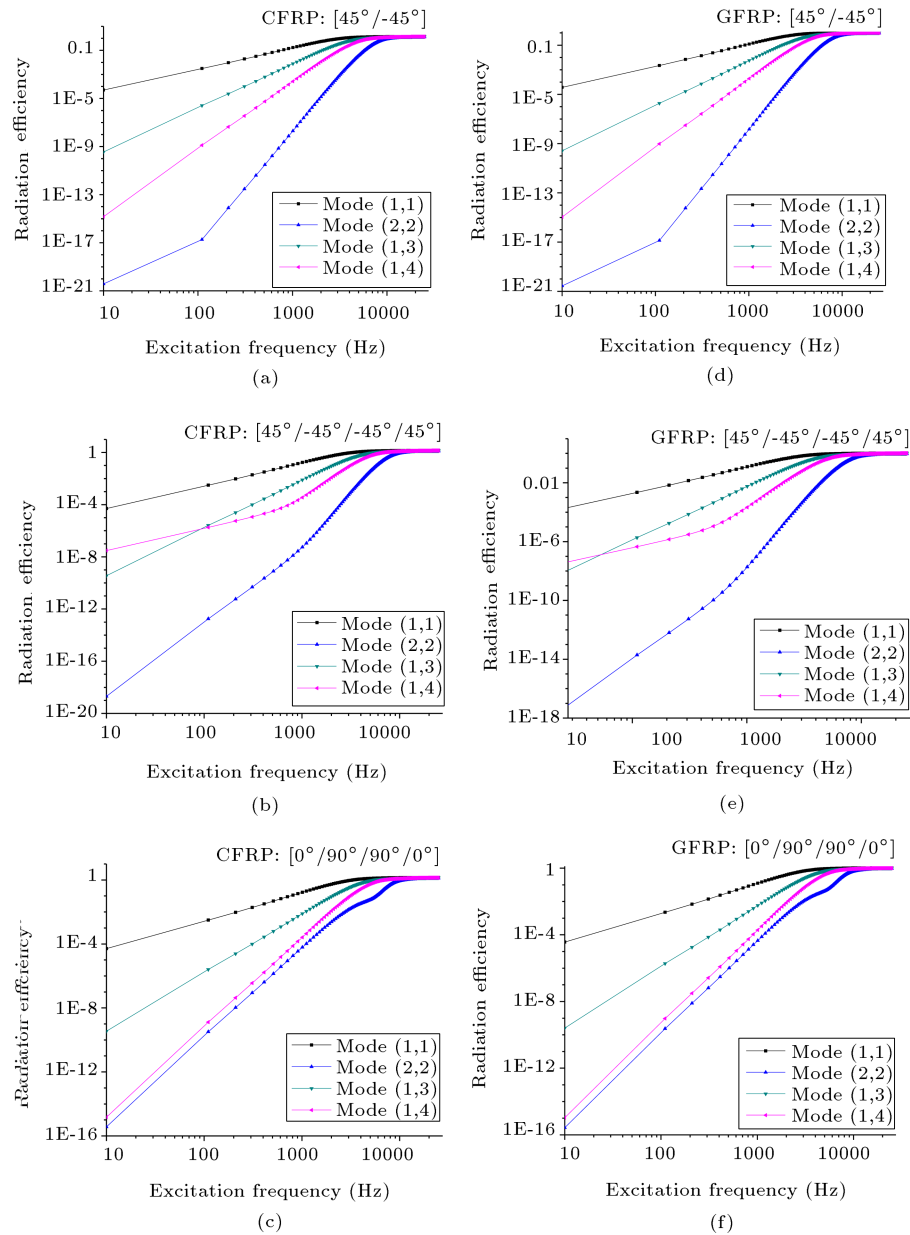 CFRP: [45°/-45°]
0.1
1E-5
1E-9
1E-13
1E-17
1E-21
10
100
1000
10000
Radiation efficiency
Mode (1,1)
Mode (2,2)
Mode (1,3)
Mode (1,4)
Excitation frequency (Hz)
(a)
GFRP: [45°/-45°]
0.1
1E-5
1E-9
1E-13
1E-17
1E-21
10
100
1000
10000
Radiation efficiency
Mode (1,1)
Mode (2,2)
Mode (1,3)
Mode (1,4)
Excitation frequency (Hz)
(d)
CFRP: [45°/-45°/-45°/45°]
1
1E-4
1E-8
1E-12
1E-16
1E-20
10
100
1000
10000
Radiation efficiency
Mode (1,1)
Mode (2,2)
Mode (1,3)
Mode (1,4)
Excitation frequency (Hz)
(b)
GFRP: [45°/-45°/-45°/45°]
0.01
1E-6
1E-10
1E-14
1E-18
10
100
1000
10000
Radiation efficiency
Mode (1,1)
Mode (2,2)
Mode (1,3)
Mode (1,4)
Excitation frequency (Hz)
(e)
CFRP: [0°/90°/90°/0°]
1
1E-4
1E-8
1E-12
1E-16
10
100
1000
10000
Radiation efficiency
Mode (1,1)
Mode (2,2)
Mode (1,3)
Mode (1,4)
Excitation frequency (Hz)
(c)
GFRP: [0°/90°/90°/0°]
1
1E-4
1E-8
1E-12
1E-16
10
100
1000
10000
Radiation efficiency
Mode (1,1)
Mode (2,2)
Mode (1,3)
Mode (1,4)
Excitation frequency (Hz)
(f)